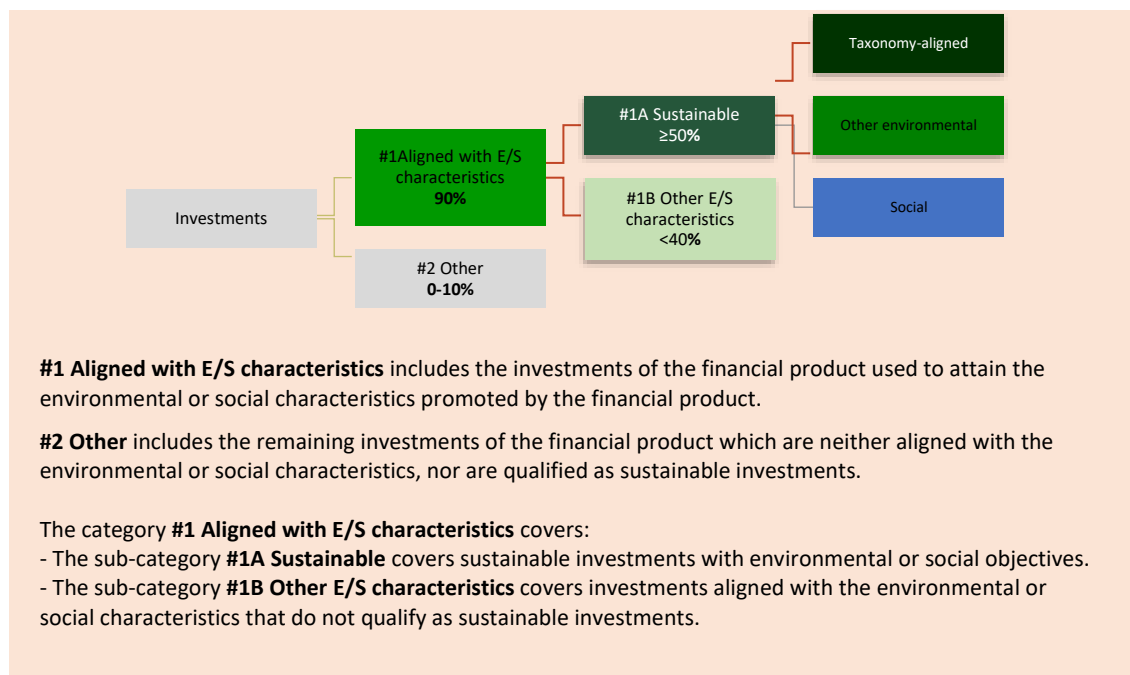 Taxonomy-aligned
#1A Sustainable
≥50%
Other environmental
#1Aligned with E/S
characteristics
90%
#1B Other E/S
characteristics
<40%
Investments
Social
#2 Other
0-10%
#1 Aligned with E/S characteristics includes the investments of the financial product used to attain the
environmental or social characteristics promoted by the financial product.
#2 Other includes the remaining investments of the financial product which are neither aligned with the
environmental or social characteristics, nor are qualified as sustainable investments.
The category #1 Aligned with E/S characteristics covers:
- The sub-category #1A Sustainable covers sustainable investments with environmental or social objectives.
- The sub-category #1B Other E/S characteristics covers investments aligned with the environmental or
social characteristics that do not qualify as sustainable investments.